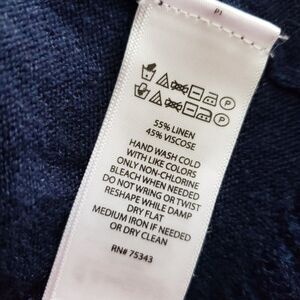 55% LINEN
45% VISCOSE
HAND WASH COLD
WITH LIKE COLORS
ONLY NON-CHLORINE
BLEACH WHEN NEEDED
DO NOT WRING OR TWIST
RESHAPE WHILE DAMP
DRY FLAT
MEDIUM IRON IF NEEDED
OR DRY CLEAN
RN# 75343